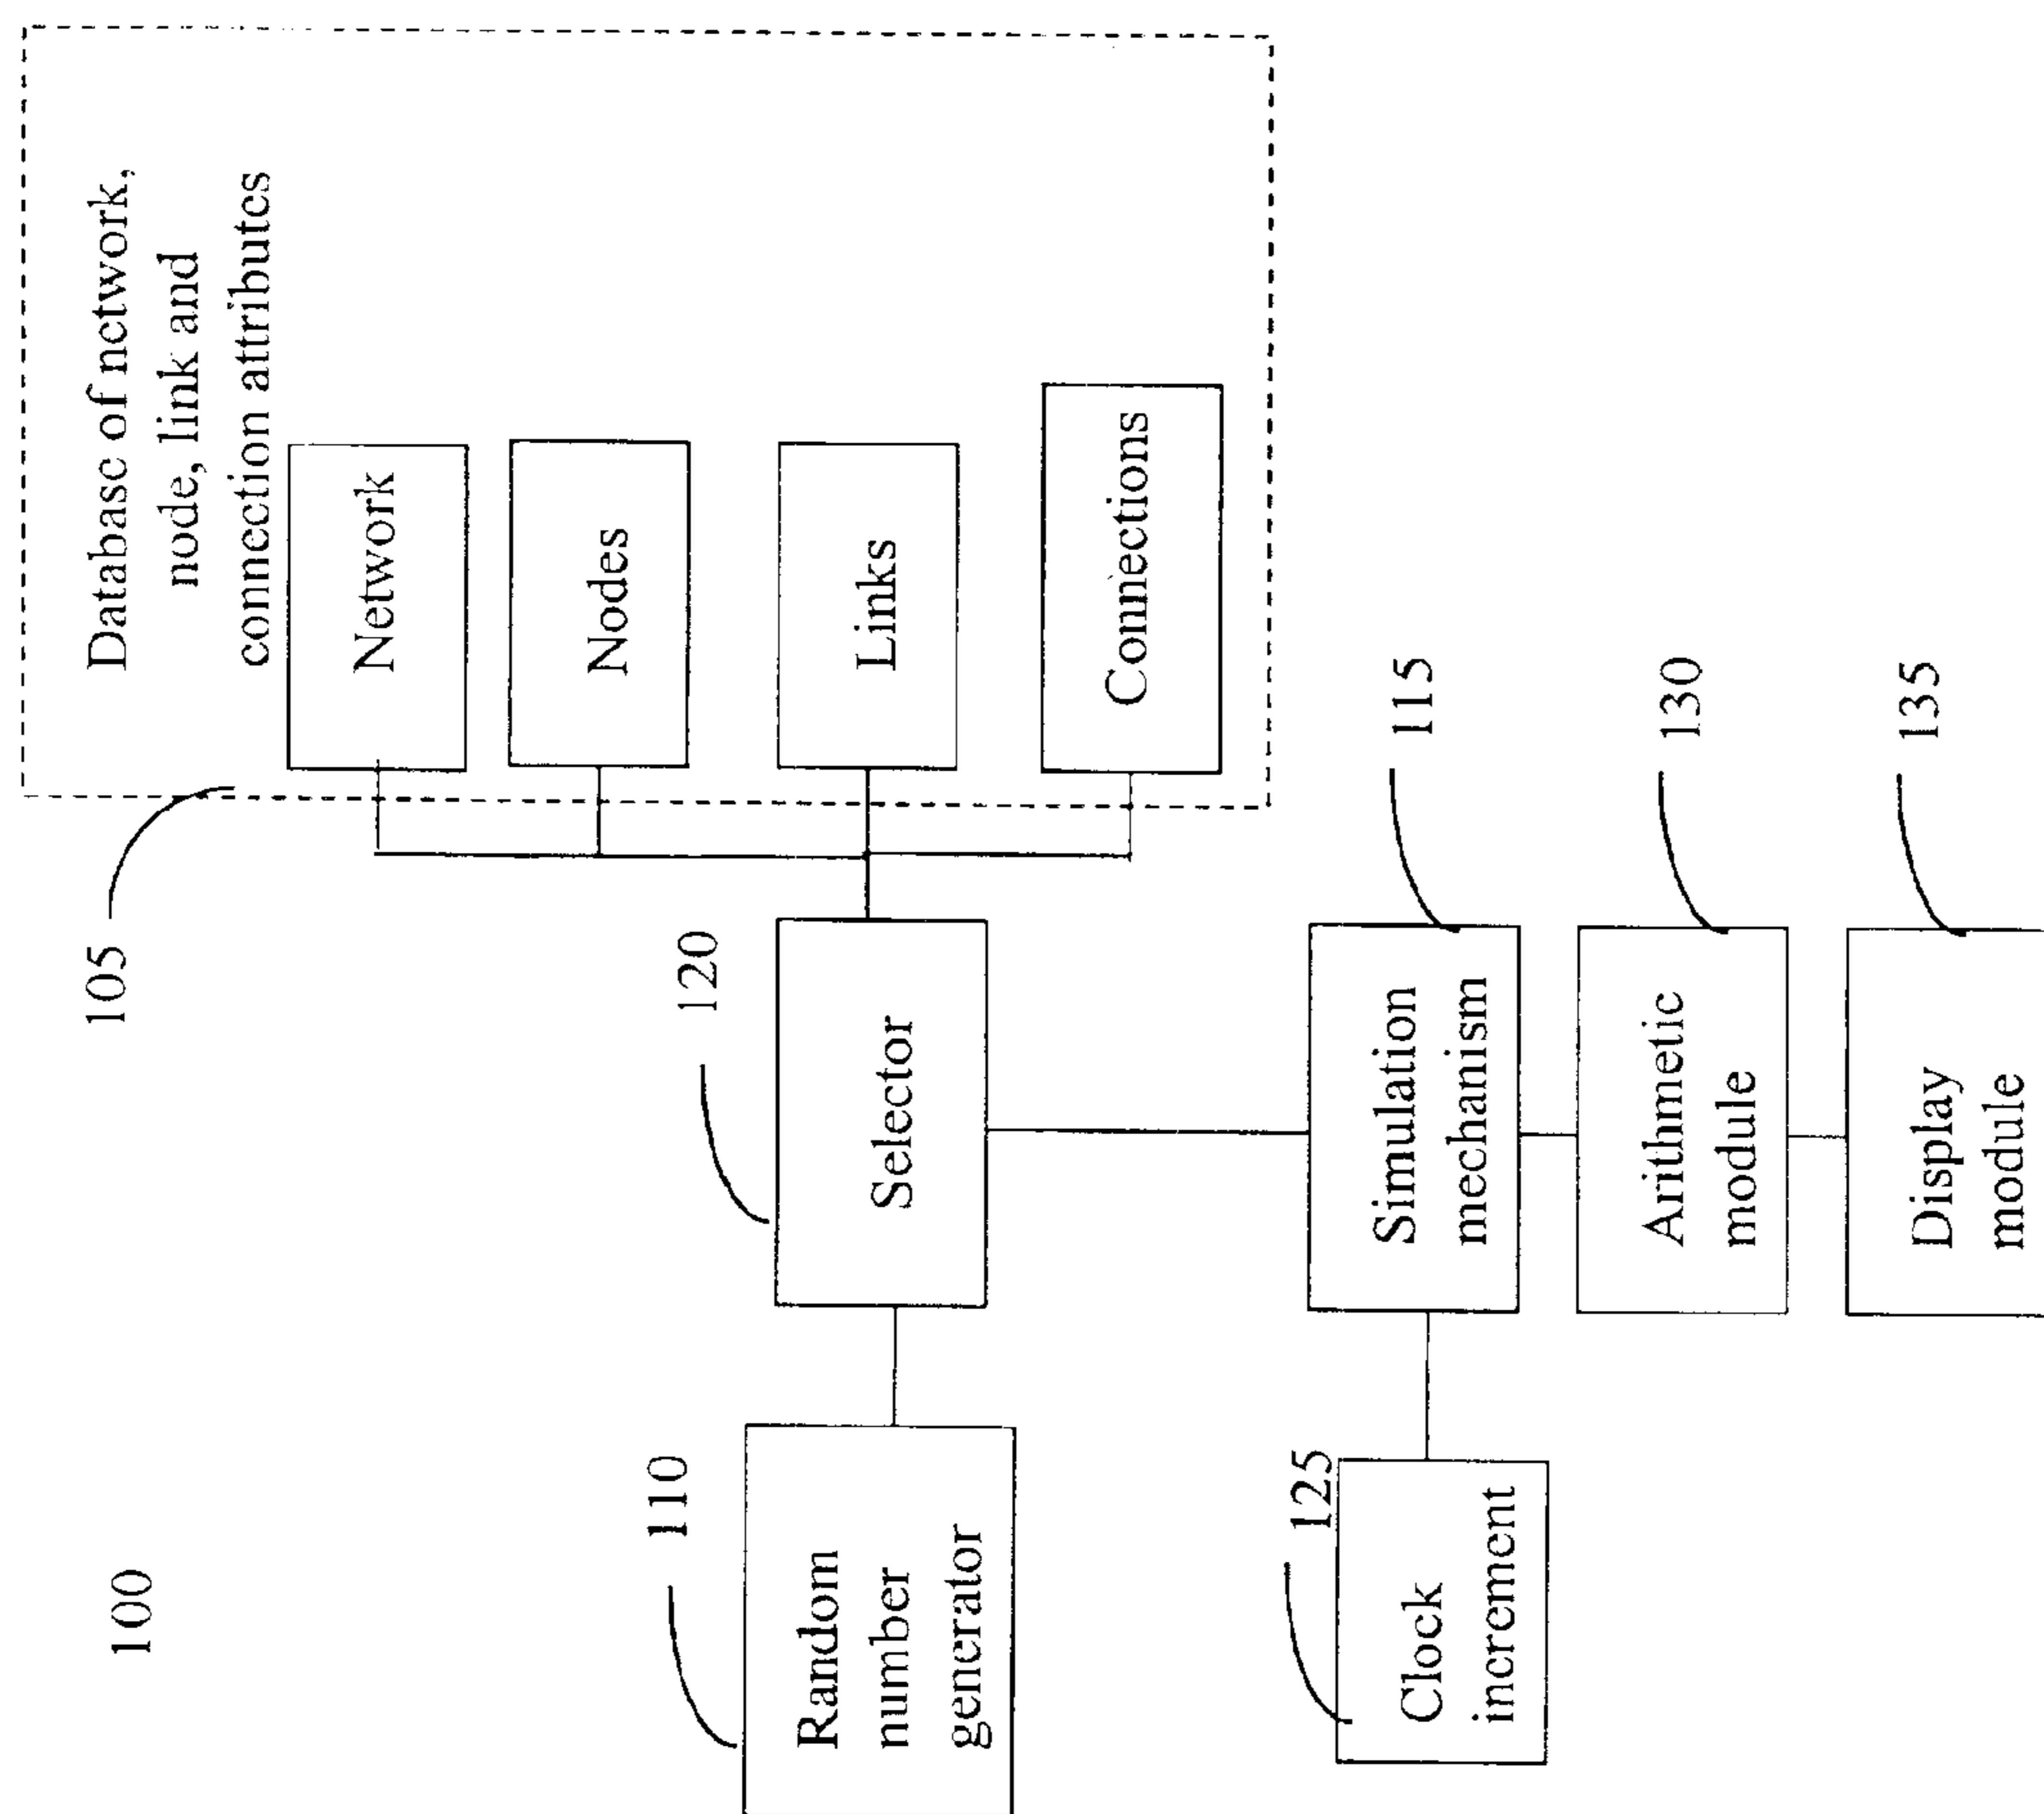 100
105
Database of network,
node, link and
connection attributes
Network
Nodes
Links
Connections
110
Random
number
generator
120
Selector
125
Clock
increment
115
Simulation
mechanism
130
Arithmetic
module
135
Display
module